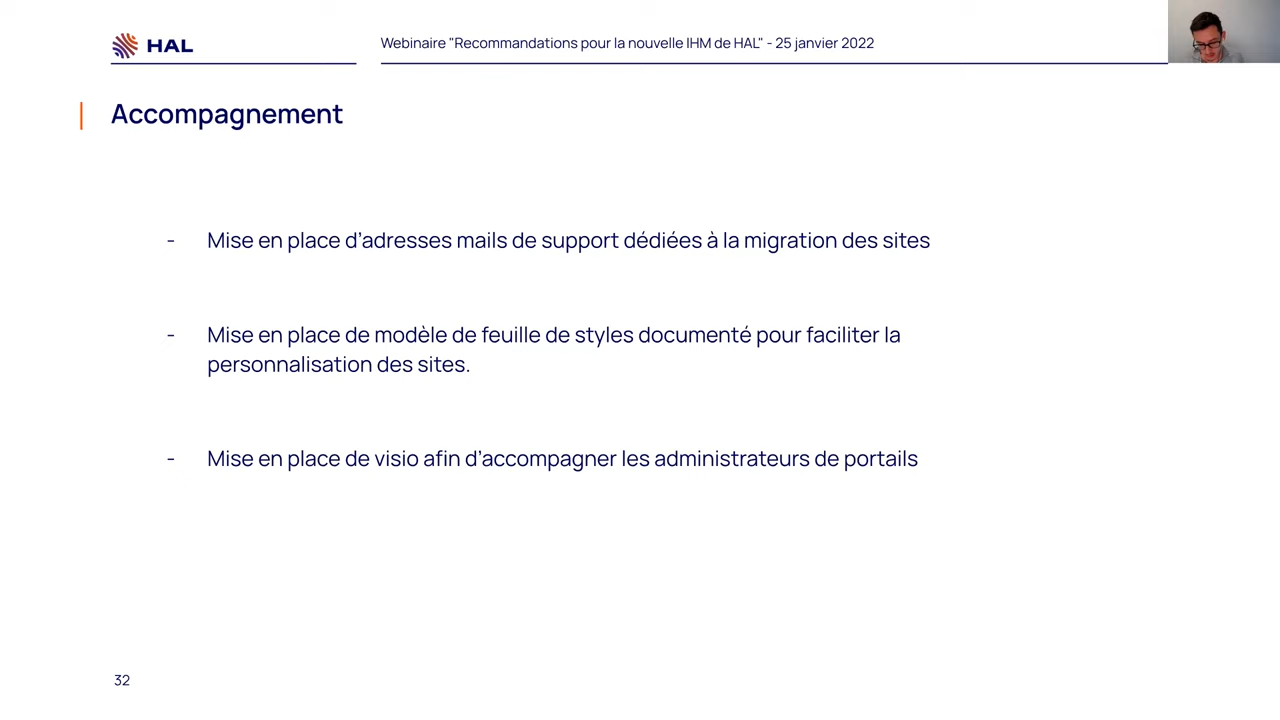 HAL
Webinaire "Recommandations pour la nouvelle IHM de HAL" - 25 janvier 2022
Accompagnement
- Mise en place d’adresses mails de support dédiées à la migration des sites
- Mise en place de modèle de feuille de styles documenté pour faciliter la
personnalisation des sites.
- Mise en place de visio afin d’accompagner les administrateurs de portails
32